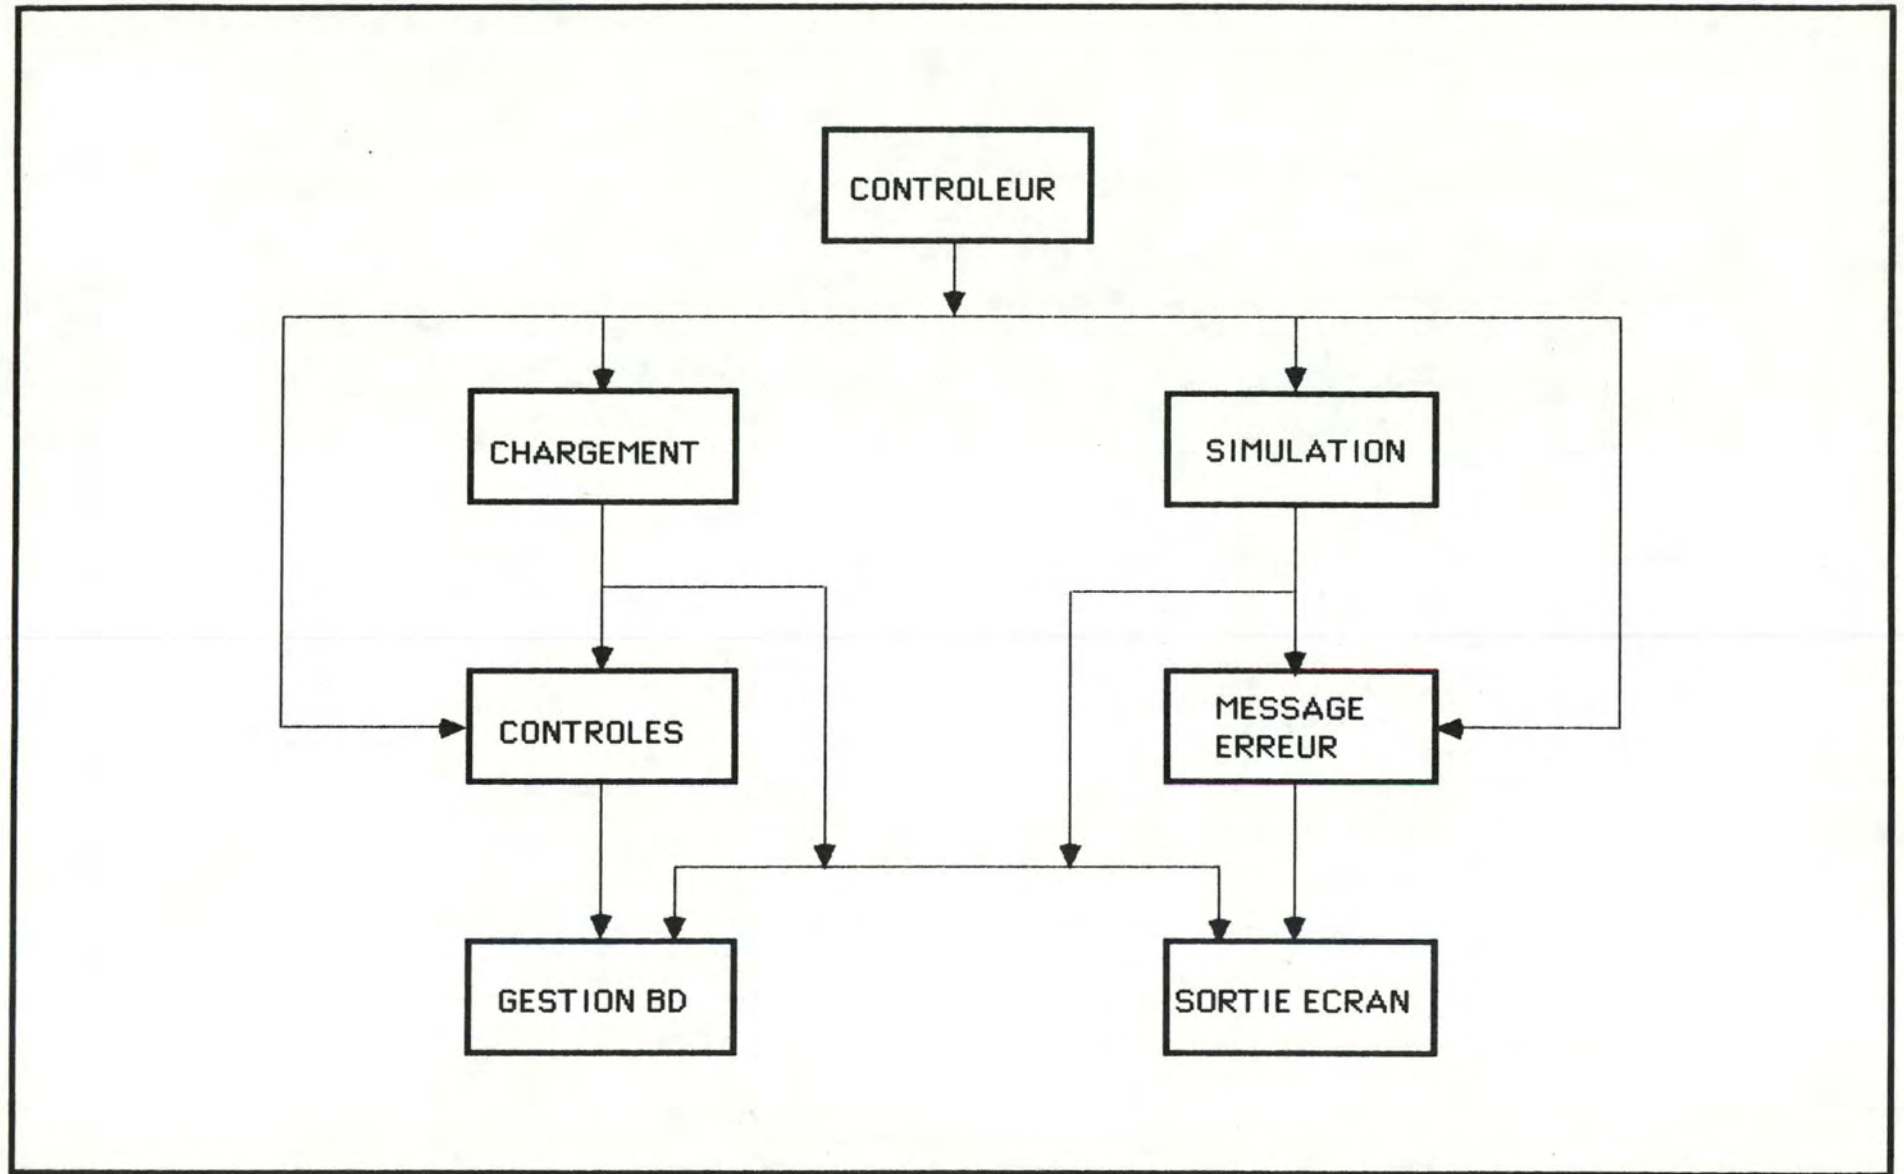 CONTROLEUR
CHARGEMENT
SIMULATION
CONTROLES
MESSAGE
ERREUR
GESTION BD
SORTIE ECRAN